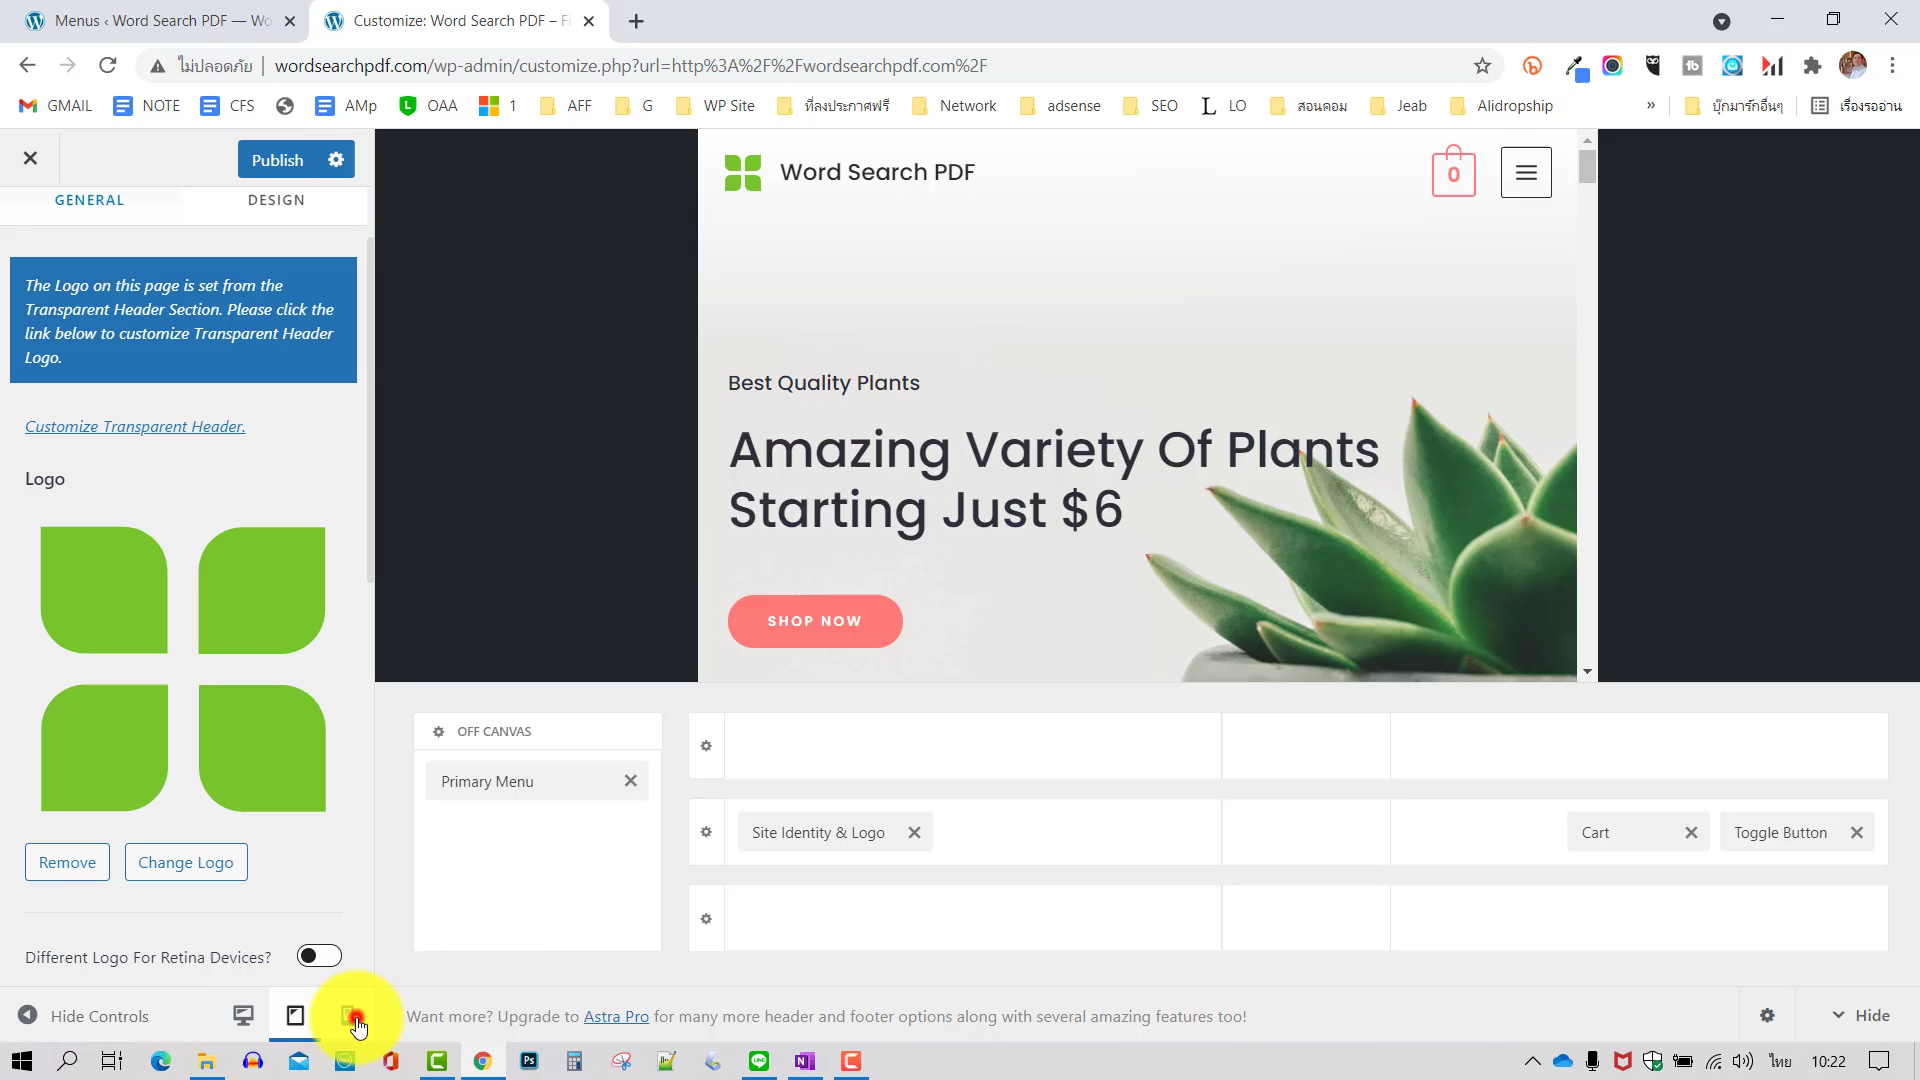 Menus ‹ Word Search PDF — Wo
Customize: Word Search PDF – Fi
ไม่ปลอดภัย
wordsearchpdf.com/wp-admin/customize.php?url=http%3A%2F%2Fwordsearchpdf.com%2F
GMAIL
NOTE
CFS
AMp
OAA
1
AFF
G
WP Site
ที่ลงประกาศฟรี
Network
adsense
SEO
LO
สอนคอม
Jeab
Alidropship
»
บุ๊กมาร์กอื่นๆ
เรื่องรออ่าน
Publish
GENERAL
DESIGN
The Logo on this page is set from the
Transparent Header Section. Please click the
link below to customize Transparent Header
Logo.
Customize Transparent Header.
Logo
Remove
Change Logo
Different Logo For Retina Devices?
Hide Controls
Word Search PDF
0
Best Quality Plants
Amazing Variety Of Plants
Starting Just $6
SHOP NOW
OFF CANVAS
Primary Menu
Site Identity & Logo
Cart
Toggle Button
Want more? Upgrade to Astra Pro for many more header and footer options along with several amazing features too!
Hide
ไทย
10:22